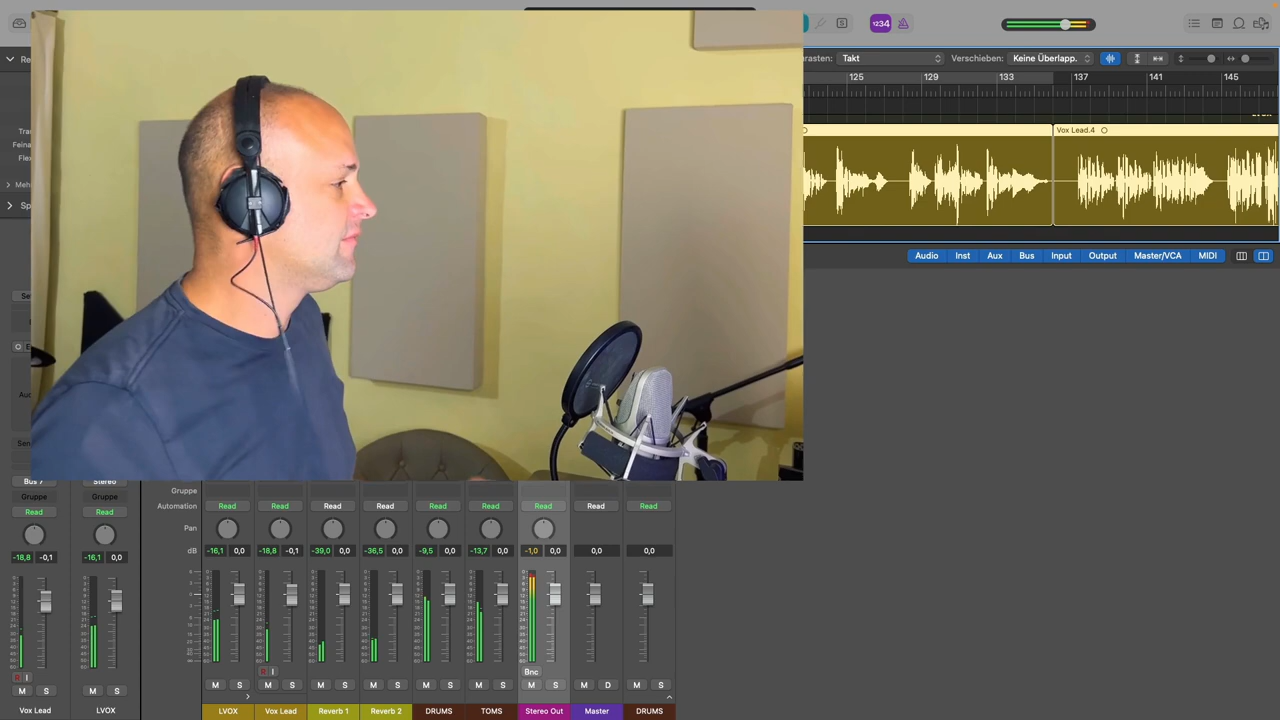 1234
Re
rasten: Takt Verschieben: Keine Überlapp.
125 129 133 137 141 145
Vox Lead.4
Audio Inst Aux Bus Input Output Master/VCA MIDI
Bus 7 Stereo
Gruppe Gruppe Gruppe
Read Read Automation Read Read Read Read Read Read Read Read Read
Pan
-18,8 -0,1 -16,1 0,0 dB -16,1 0,0 -18,8 -0,1 -39,0 0,0 -36,5 0,0 -9,5 0,0 -13,7 0,0 -1,0 0,0 0,0 0,0
R I R I Bnc
M S M S M S M S M S M S M S M S M S M D M S
Vox Lead LVOX LVOX Vox Lead Reverb 1 Reverb 2 DRUMS TOMS Stereo Out Master DRUMS